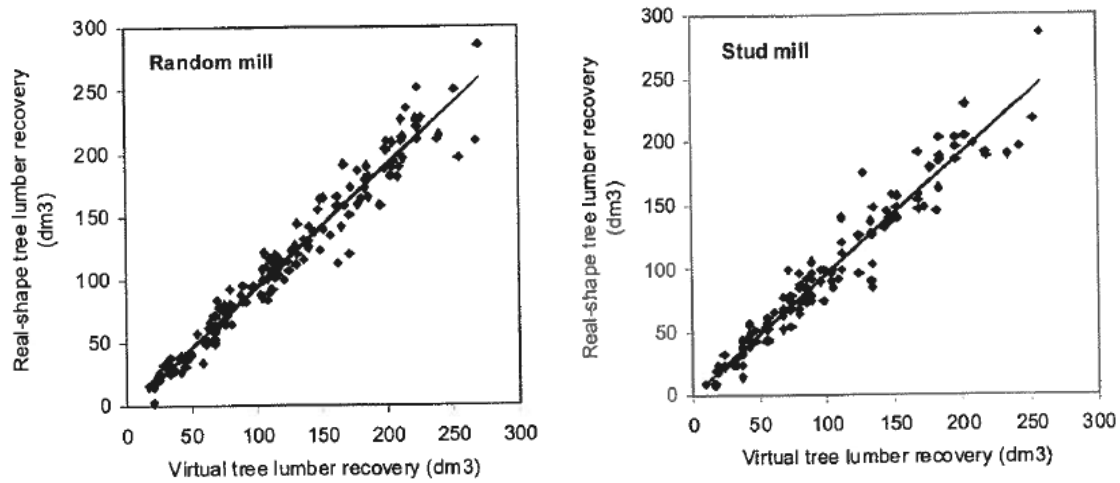 Random mill
Real-shape tree lumber recovery
(dm3)
300
250
200
150
100
50
0
0 50 100 150 200 250 300
Virtual tree lumber recovery (dm3)
Stud mill
Real-shape tree lumber recovery
(dm3)
300
250
200
150
100
50
0
0 50 100 150 200 250 300
Virtual tree lumber recovery (dm3)